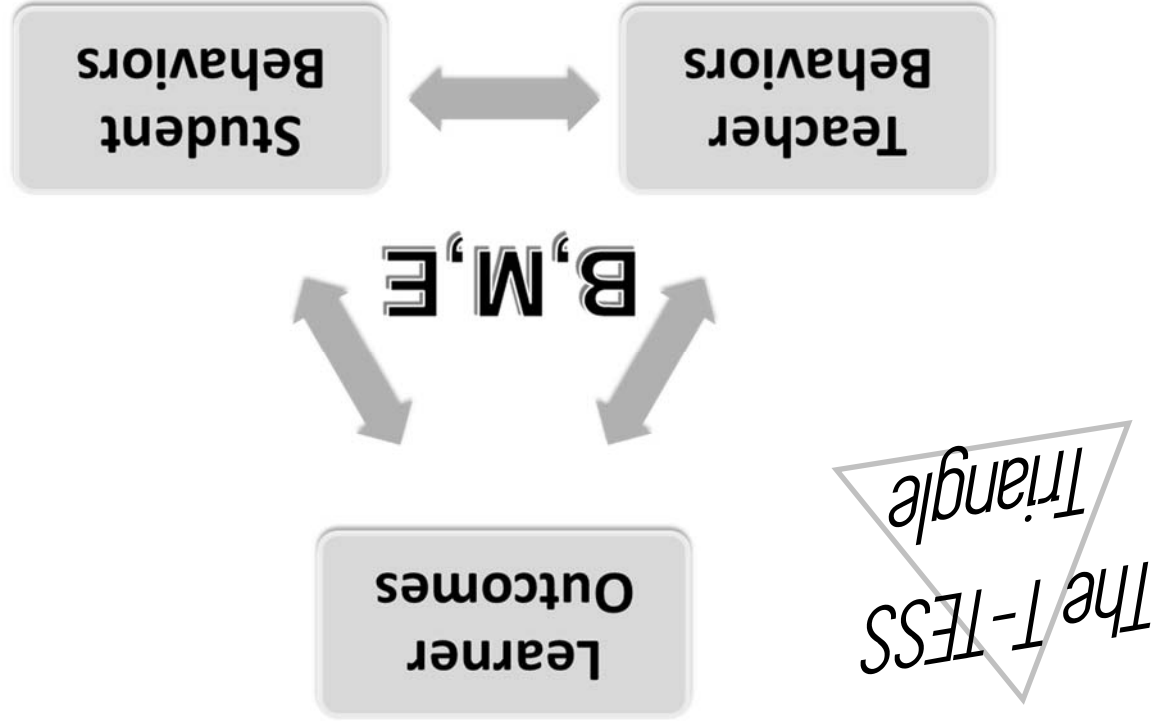 The T-TESS
Triangle
Learner
Outcomes
B,M,E
Teacher
Behaviors
Student
Behaviors